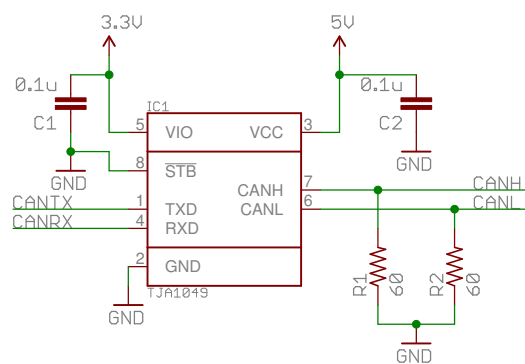 3.3V
5V
0.1u
C1
IC1
0.1u
C2
5 VIO VCC 3
GND
8 STB
GND
CANTX
CANRX
1 TXD
4 RXD
CANH 7
CANL 6
CANH
CANL
2 GND
TJA1049
GND
R1
60
R2
60
GND